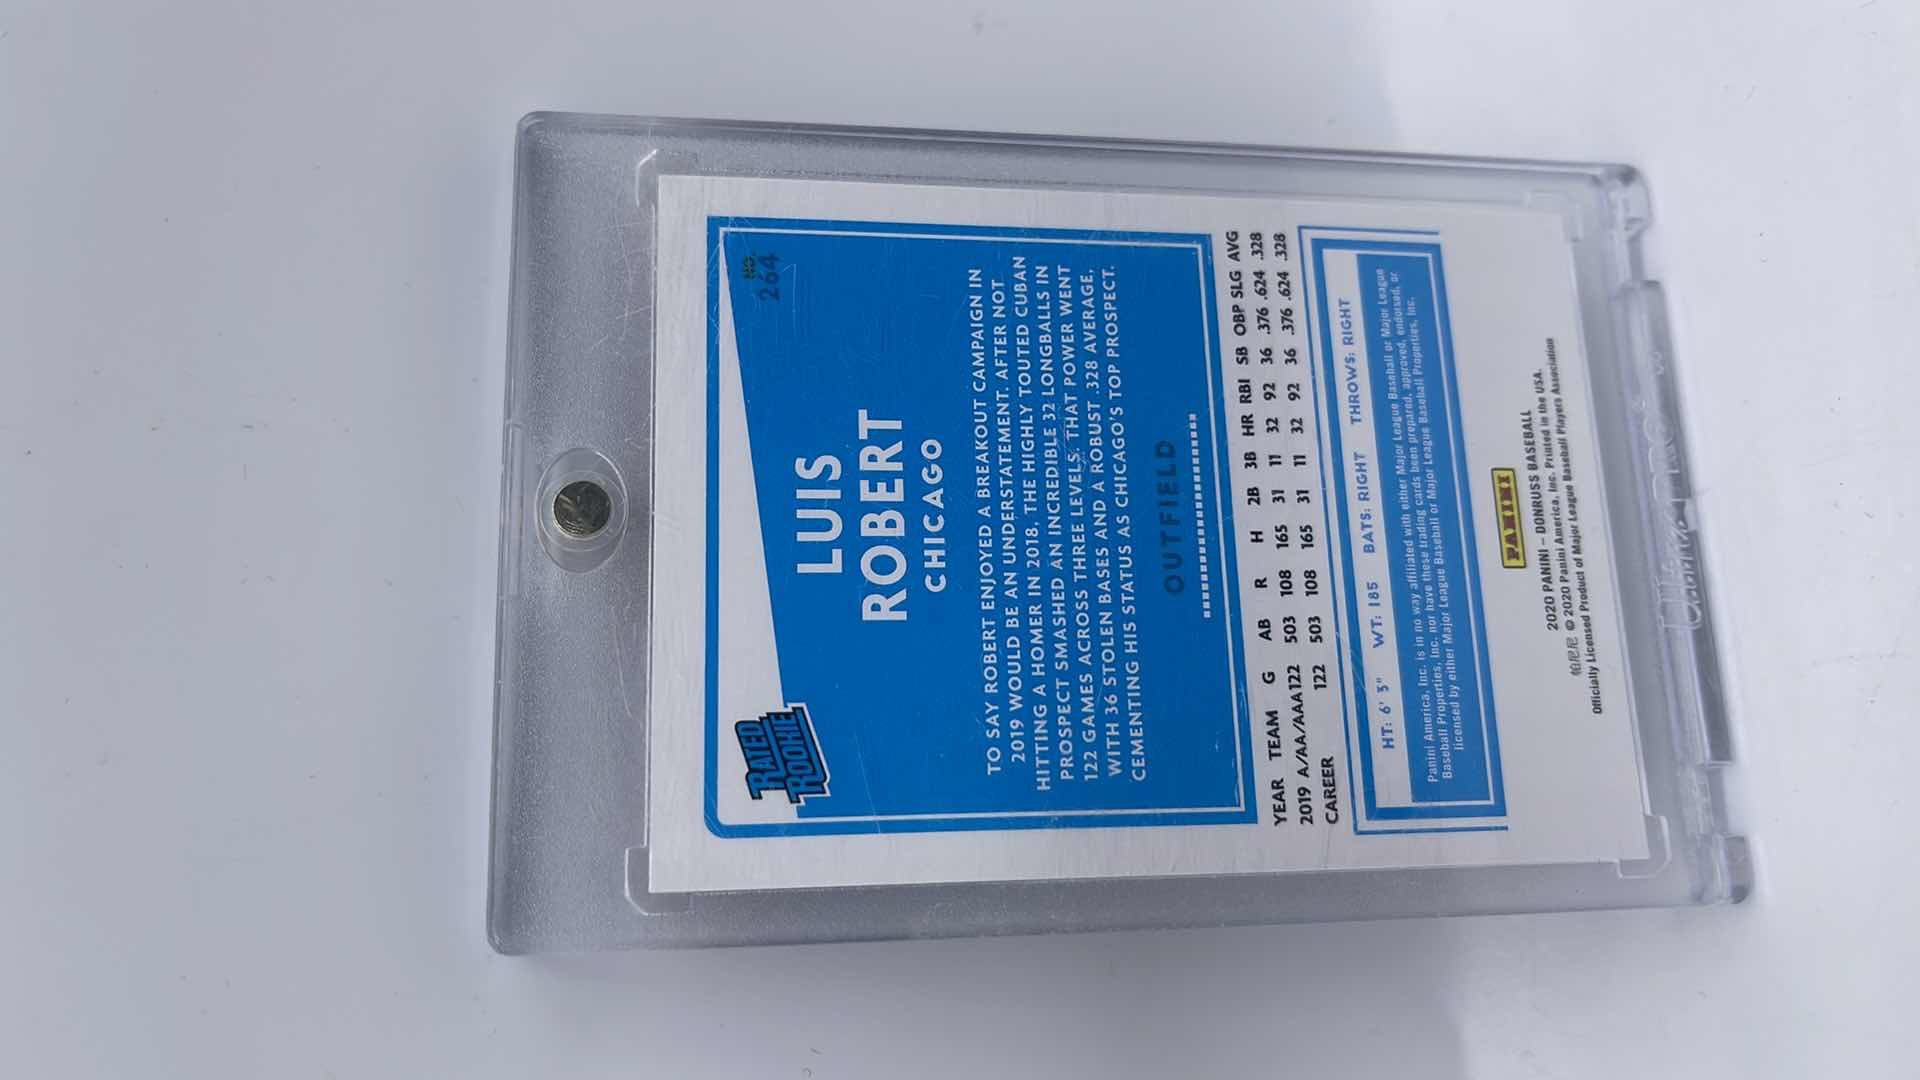 RATED
ROOKIE
NO.
264
LUIS
ROBERT
CHICAGO
TO SAY ROBERT ENJOYED A BREAKOUT CAMPAIGN IN
2019 WOULD BE AN UNDERSTATEMENT. AFTER NOT
HITTING A HOMER IN 2018, THE HIGHLY TOUTED CUBAN
PROSPECT SMASHED AN INCREDIBLE 32 LONGBALLS IN
122 GAMES ACROSS THREE LEVELS. THAT POWER WENT
WITH 36 STOLEN BASES AND A ROBUST .328 AVERAGE,
CEMENTING HIS STATUS AS CHICAGO'S TOP PROSPECT.
OUTFIELD
YEAR TEAM G AB R H 2B 3B HR RBI SB OBP SLG AVG
2019 A/AA/AAA 122 503 108 165 31 11 32 92 36 .376 .624 .328
CAREER 122 503 108 165 31 11 32 92 36 .376 .624 .328
HT: 6' 3" WT: 185 BATS: RIGHT THROWS: RIGHT
Panini America, Inc. is in no way affiliated with either Major League Baseball or Major League
Baseball Properties, Inc. nor have these trading cards been prepared, approved, endorsed, or
licensed by either Major League Baseball or Major League Baseball Properties, Inc.
PANINI
2020 PANINI – DONRUSS BASEBALL
帕尼尼 © 2020 Panini America, Inc. Printed in the USA.
Officially Licensed Product of Major League Baseball Players Association
Ultra·PRO